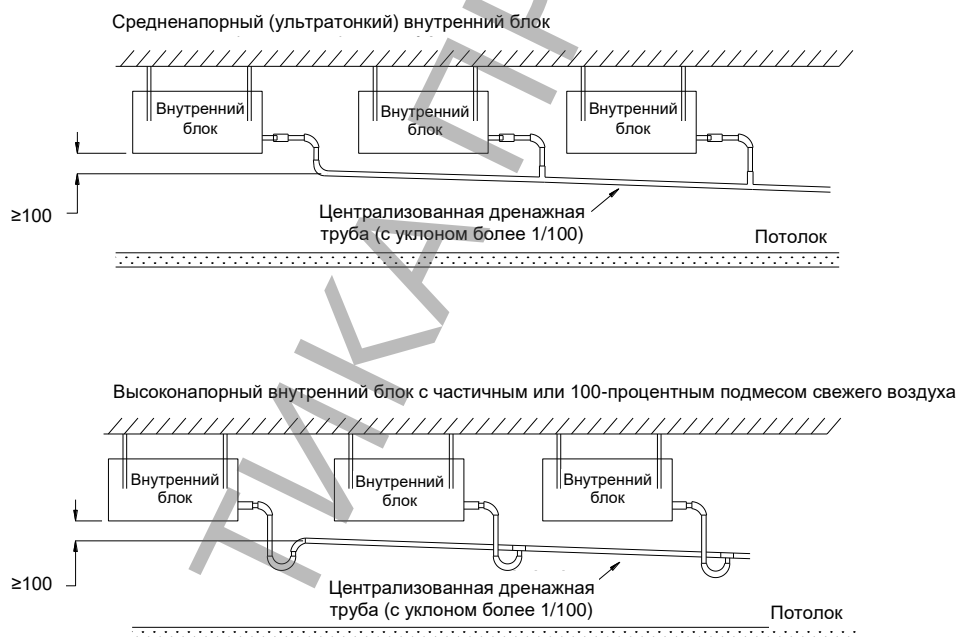 Средненапорный (ультратонкий) внутренний блок
Внутренний
блок
Внутренний
блок
Внутренний
блок
≥100
Централизованная дренажная
труба (с уклоном более 1/100)
Потолок
Высоконапорный внутренний блок с частичным или 100-процентным подмесом свежего воздуха
Внутренний
блок
Внутренний
блок
Внутренний
блок
≥100
Централизованная дренажная
труба (с уклоном более 1/100)
Потолок
ТИКА